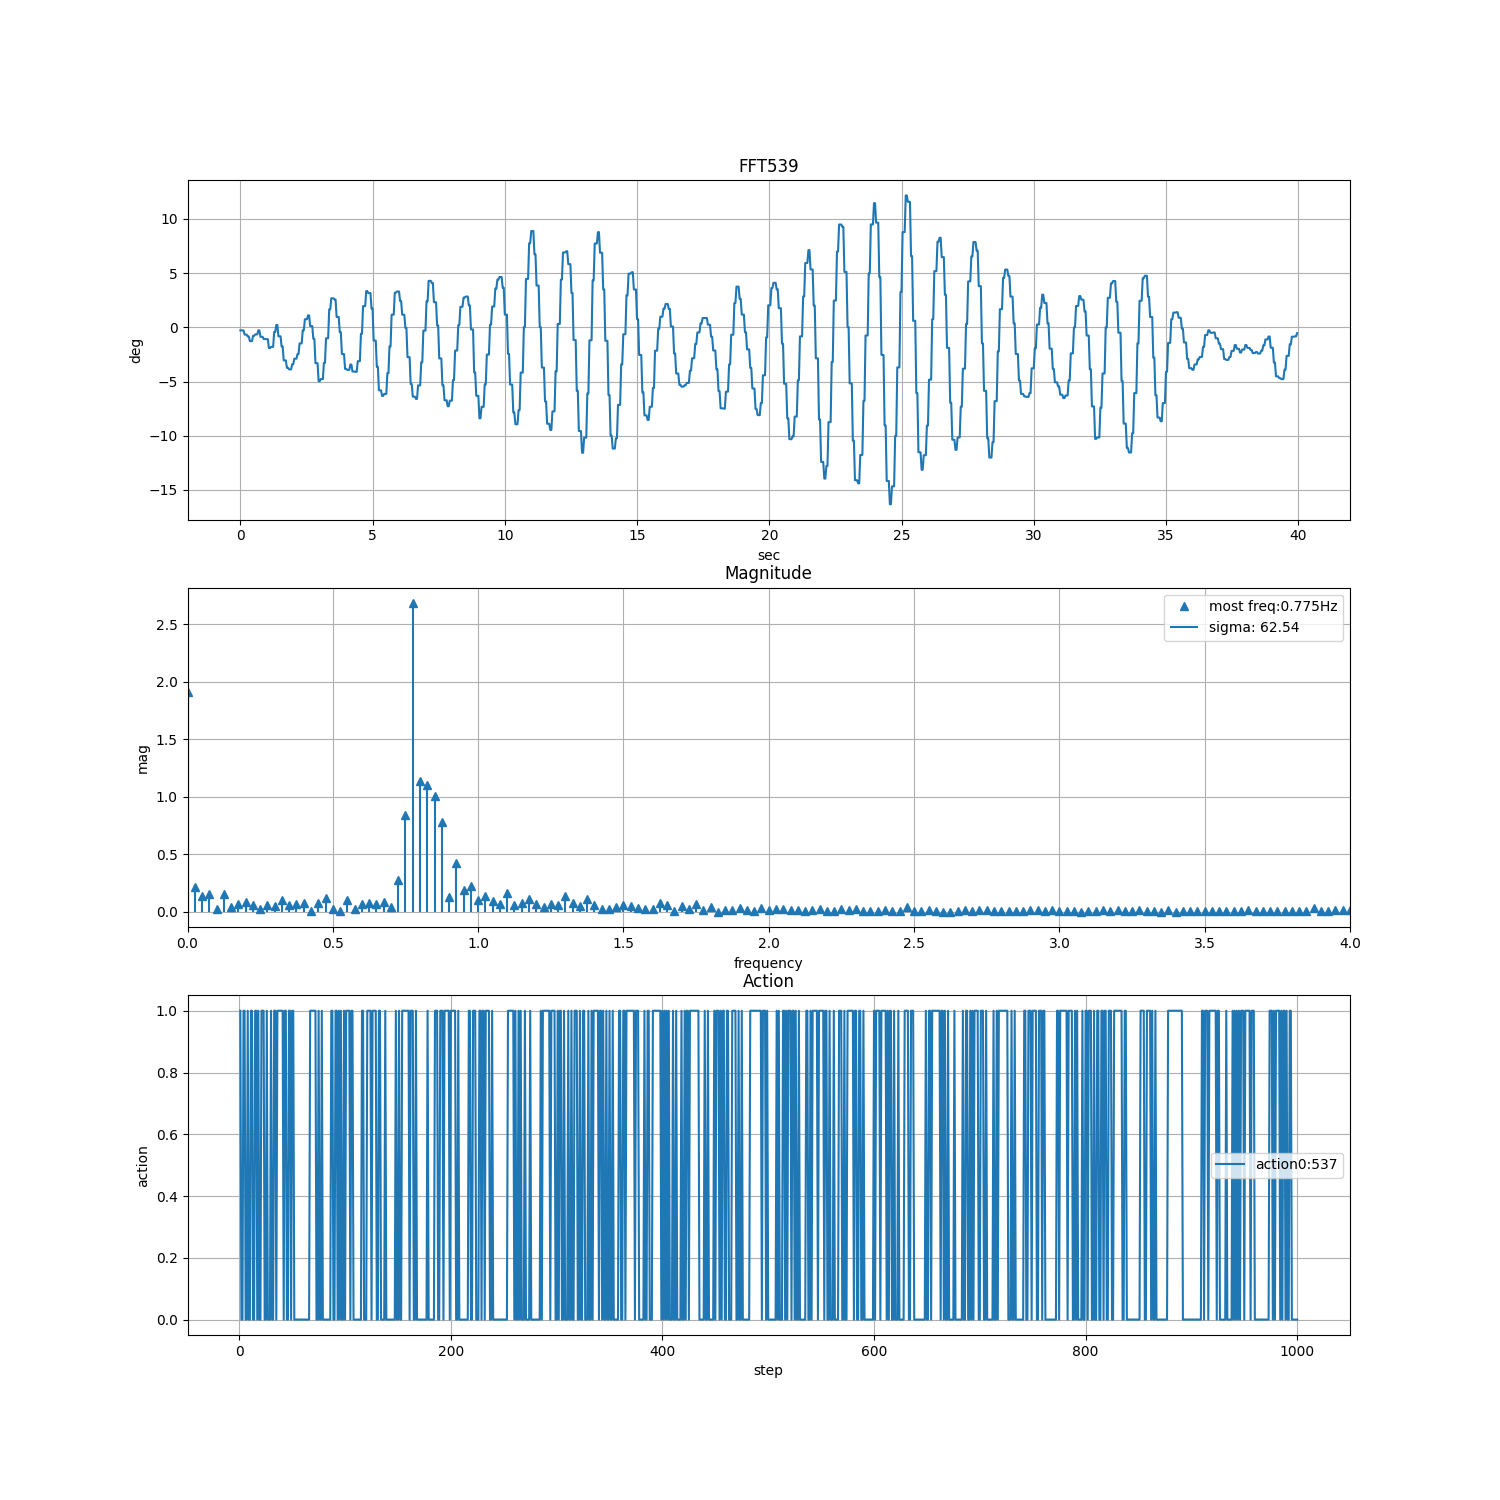 FFT539
10
5
0
−5
−10
−15
deg
0 5 10 15 20 25 30 35 40
sec
Magnitude
most freq:0.775Hz
sigma: 62.54
2.5
2.0
1.5
1.0
0.5
0.0
mag
0.0 0.5 1.0 1.5 2.0 2.5 3.0 3.5 4.0
frequency
Action
1.0
0.8
0.6
0.4
0.2
0.0
action
action0:537
0 200 400 600 800 1000
step